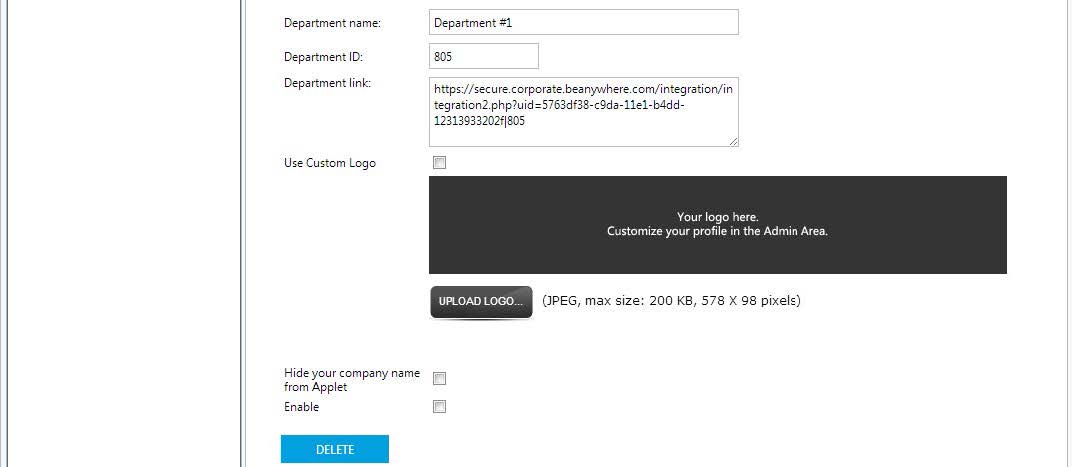 Department name: Department #1
Department ID: 805
Department link: https://secure.corporate.beanywhere.com/integration/in
tegration2.php?uid=5763df38-c9da-11e1-b4dd-
12313933202f|805
Use Custom Logo
Your logo here.
Customize your profile in the Admin Area.
UPLOAD LOGO... (JPEG, max size: 200 KB, 578 X 98 pixels)
Hide your company name
from Applet
Enable
DELETE